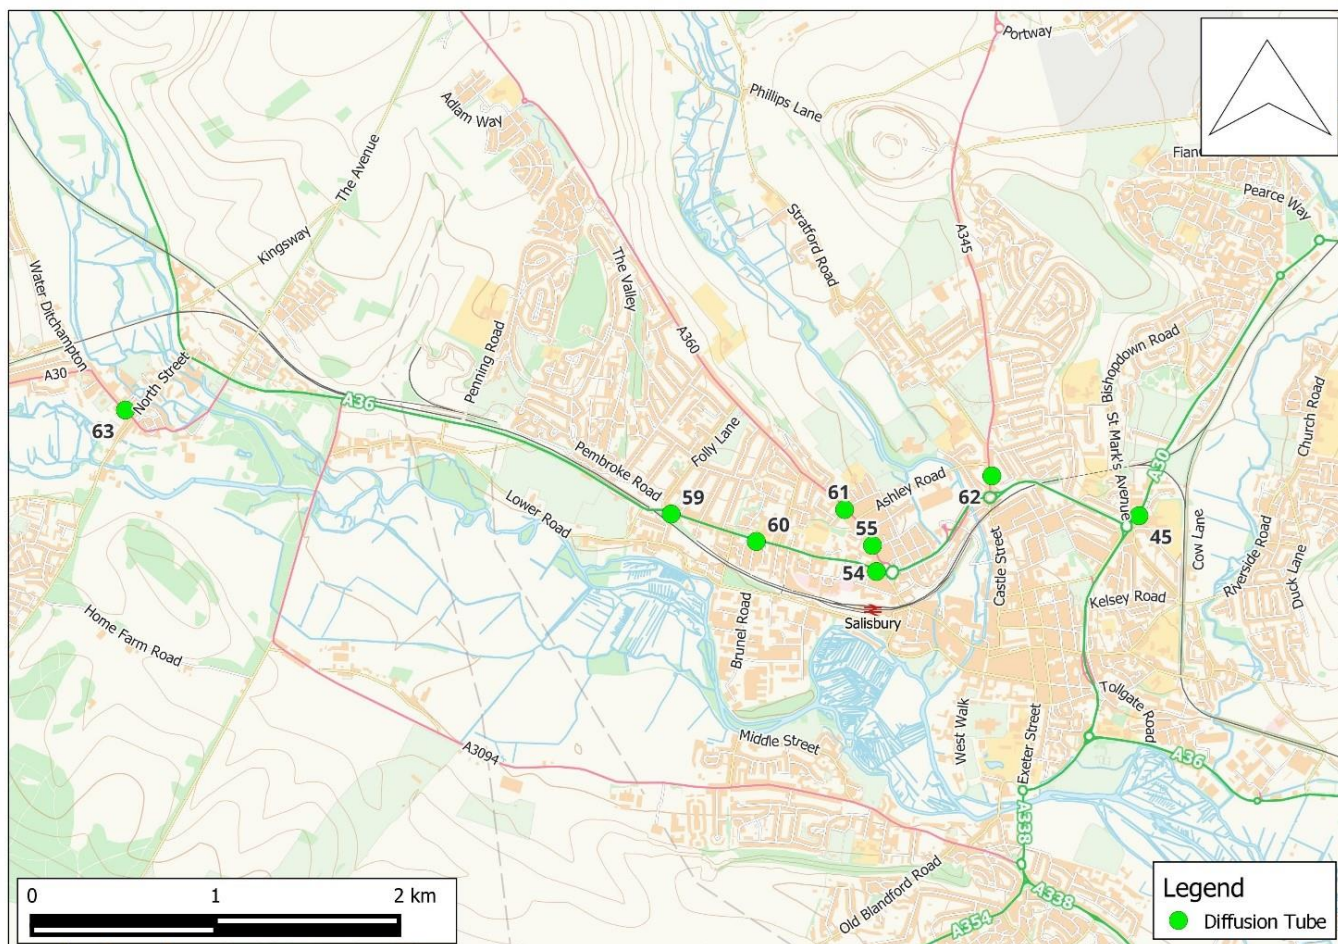 Portway
Adlam Way
Phillips Lane
The Avenue
Pearce Way
Stratford Road
A345
Kingsway
Water Ditchampton
The Valley
A360
Penning Road
Bishopdown Road
North Street
A30
A36
63
Church Road
St Mark's Avenue
Folly Lane
Pembroke Road
A30
Ashley Road
61
62
59
Lower Road
60
55
45
54
Cow Lane
Riverside Road
Duck Lane
Castle Street
Kelsey Road
Salisbury
Brunel Road
Home Farm Road
Tollgate Road
West Walk
Exeter Street
Middle Street
A3094
A36
A338
Old Blandford Road
A338
A354
0 1 2 km
Legend
Diffusion Tube